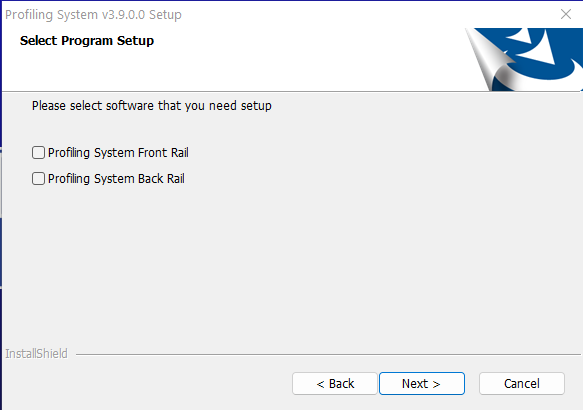 Profiling System v3.9.0.0 Setup
Select Program Setup
Please select software that you need setup
Profiling System Front Rail
Profiling System Back Rail
InstallShield
< Back Next > Cancel